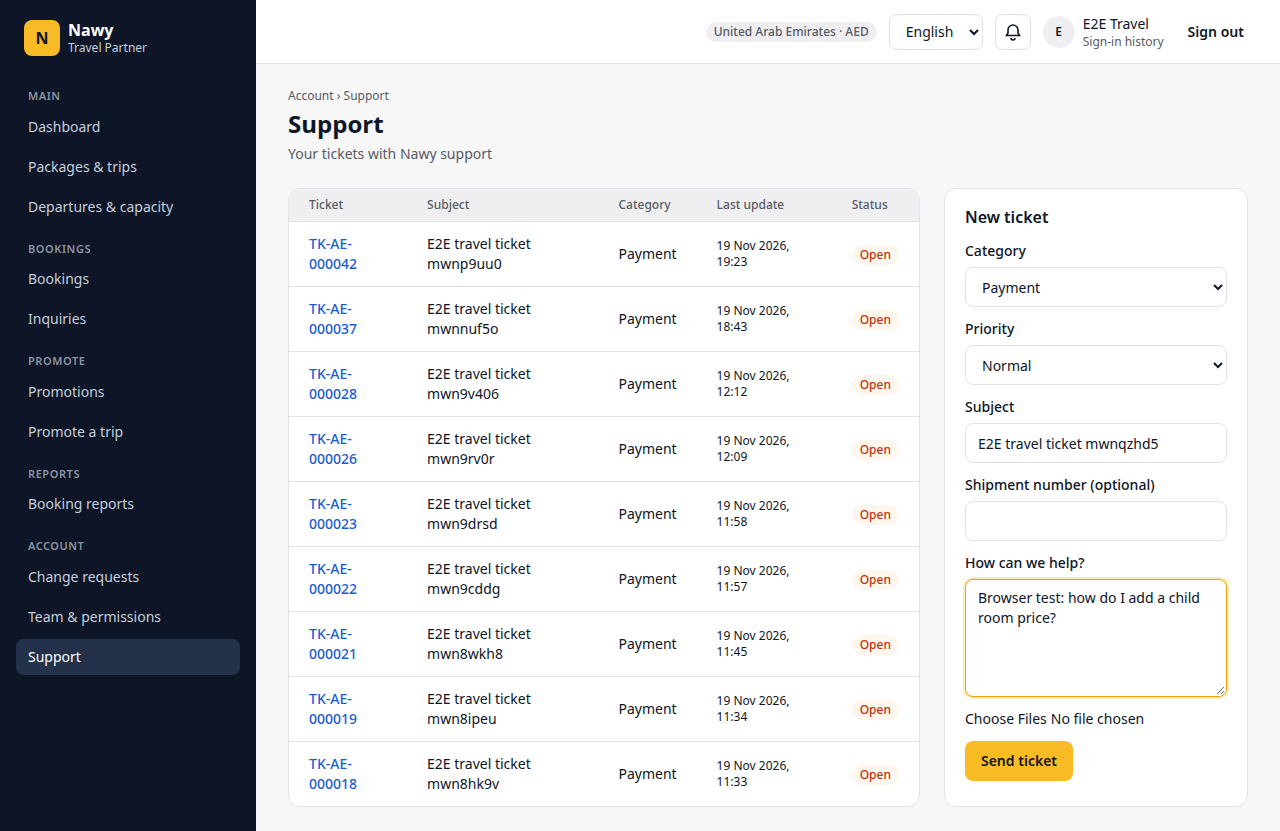 N
Nawy
Travel Partner
MAIN
Dashboard
Packages & trips
Departures & capacity
BOOKINGS
Bookings
Inquiries
PROMOTE
Promotions
Promote a trip
REPORTS
Booking reports
ACCOUNT
Change requests
Team & permissions
Support
United Arab Emirates · AED
English
E
E2E Travel
Sign-in history
Sign out
Account › Support
Support
Your tickets with Nawy support
Ticket Subject Category Last update Status
TK-AE-000042 E2E travel ticket mwnp9uu0 Payment 19 Nov 2026, 19:23 Open
TK-AE-000037 E2E travel ticket mwnnuf5o Payment 19 Nov 2026, 18:43 Open
TK-AE-000028 E2E travel ticket mwn9v406 Payment 19 Nov 2026, 12:12 Open
TK-AE-000026 E2E travel ticket mwn9rv0r Payment 19 Nov 2026, 12:09 Open
TK-AE-000023 E2E travel ticket mwn9drsd Payment 19 Nov 2026, 11:58 Open
TK-AE-000022 E2E travel ticket mwn9cddg Payment 19 Nov 2026, 11:57 Open
TK-AE-000021 E2E travel ticket mwn8wkh8 Payment 19 Nov 2026, 11:45 Open
TK-AE-000019 E2E travel ticket mwn8ipeu Payment 19 Nov 2026, 11:34 Open
TK-AE-000018 E2E travel ticket mwn8hk9v Payment 19 Nov 2026, 11:33 Open
New ticket
Category
Payment
Priority
Normal
Subject
E2E travel ticket mwnqzhd5
Shipment number (optional)
How can we help?
Browser test: how do I add a child
room price?
Choose Files No file chosen
Send ticket